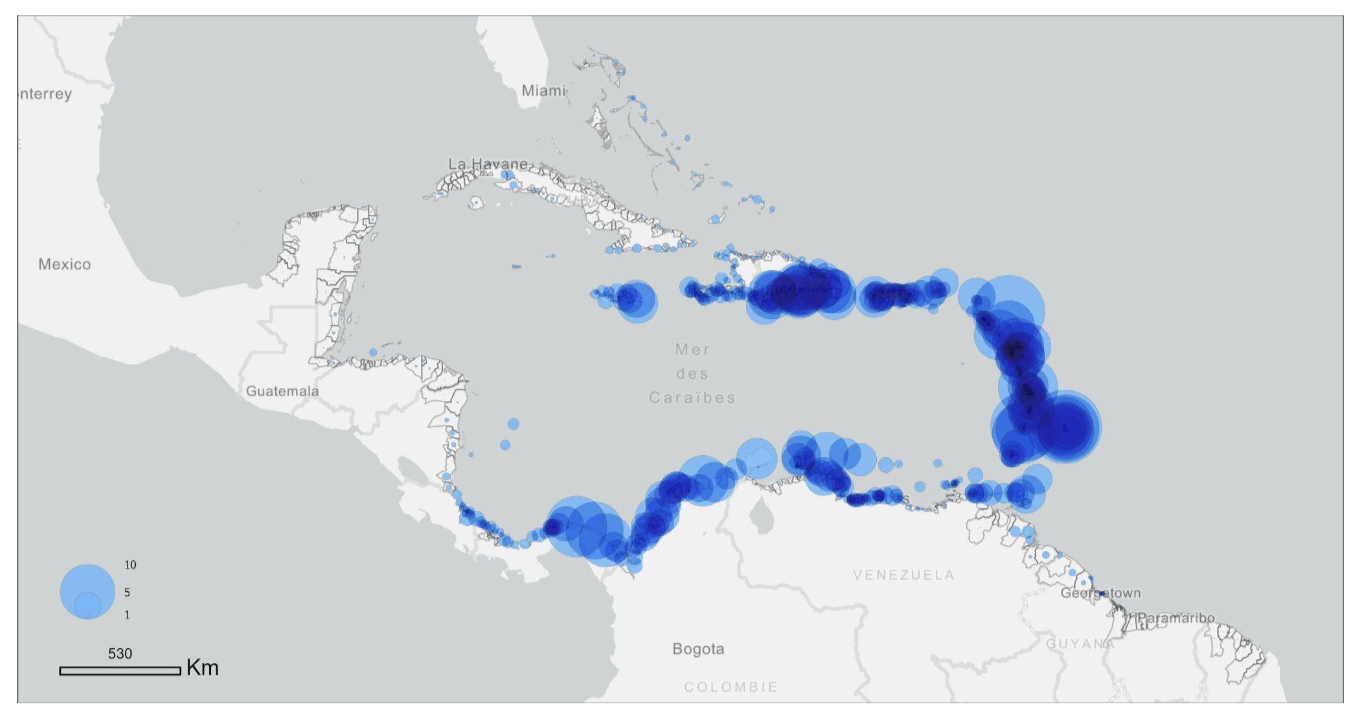 onterrey
Miami
La Havane
Mexico
Mer
des
Caraïbes
Guatemala
VENEZUELA
Georgetown
Paramaribo
GUYANA
Bogota
COLOMBIE
10
5
1
530
Km